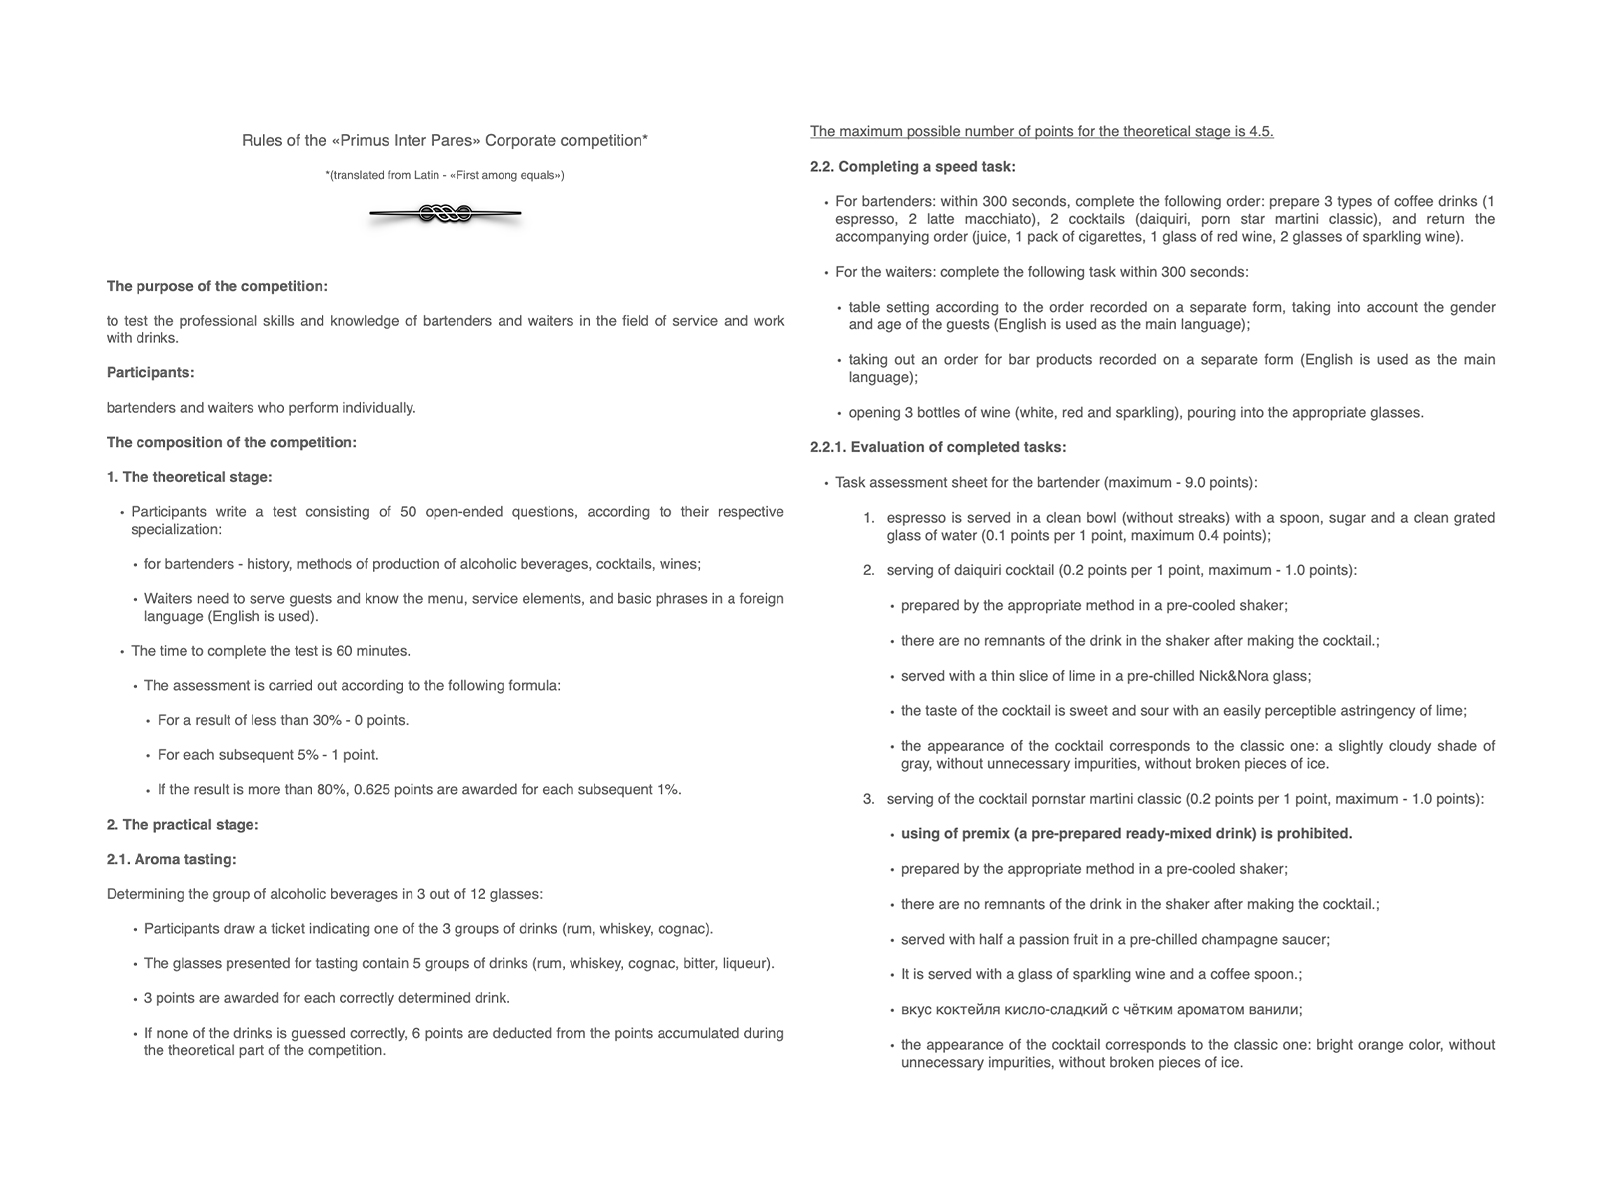 Rules of the «Primus Inter Pares» Corporate competition*
*(translated from Latin - «First among equals»)
The purpose of the competition:
to test the professional skills and knowledge of bartenders and waiters in the field of service and work
with drinks.
Participants:
bartenders and waiters who perform individually.
The composition of the competition:
1. The theoretical stage:
• Participants write a test consisting of 50 open-ended questions, according to their respective
specialization:
• for bartenders - history, methods of production of alcoholic beverages, cocktails, wines;
• Waiters need to serve guests and know the menu, service elements, and basic phrases in a foreign
language (English is used).
• The time to complete the test is 60 minutes.
• The assessment is carried out according to the following formula:
• For a result of less than 30% - 0 points.
• For each subsequent 5% - 1 point.
• If the result is more than 80%, 0.625 points are awarded for each subsequent 1%.
2. The practical stage:
2.1. Aroma tasting:
Determining the group of alcoholic beverages in 3 out of 12 glasses:
• Participants draw a ticket indicating one of the 3 groups of drinks (rum, whiskey, cognac).
• The glasses presented for tasting contain 5 groups of drinks (rum, whiskey, cognac, bitter, liqueur).
• 3 points are awarded for each correctly determined drink.
• If none of the drinks is guessed correctly, 6 points are deducted from the points accumulated during
the theoretical part of the competition.
The maximum possible number of points for the theoretical stage is 4.5.
2.2. Completing a speed task:
• For bartenders: within 300 seconds, complete the following order: prepare 3 types of coffee drinks (1
espresso, 2 latte macchiato), 2 cocktails (daiquiri, porn star martini classic), and return the
accompanying order (juice, 1 pack of cigarettes, 1 glass of red wine, 2 glasses of sparkling wine).
• For the waiters: complete the following task within 300 seconds:
• table setting according to the order recorded on a separate form, taking into account the gender
and age of the guests (English is used as the main language);
• taking out an order for bar products recorded on a separate form (English is used as the main
language);
• opening 3 bottles of wine (white, red and sparkling), pouring into the appropriate glasses.
2.2.1. Evaluation of completed tasks:
• Task assessment sheet for the bartender (maximum - 9.0 points):
1. espresso is served in a clean bowl (without streaks) with a spoon, sugar and a clean grated
glass of water (0.1 points per 1 point, maximum 0.4 points);
2. serving of daiquiri cocktail (0.2 points per 1 point, maximum - 1.0 points):
• prepared by the appropriate method in a pre-cooled shaker;
• there are no remnants of the drink in the shaker after making the cocktail.;
• served with a thin slice of lime in a pre-chilled Nick&Nora glass;
• the taste of the cocktail is sweet and sour with an easily perceptible astringency of lime;
• the appearance of the cocktail corresponds to the classic one: a slightly cloudy shade of
gray, without unnecessary impurities, without broken pieces of ice.
3. serving of the cocktail pornstar martini classic (0.2 points per 1 point, maximum - 1.0 points):
• using of premix (a pre-prepared ready-mixed drink) is prohibited.
• prepared by the appropriate method in a pre-cooled shaker;
• there are no remnants of the drink in the shaker after making the cocktail.;
• served with half a passion fruit in a pre-chilled champagne saucer;
• It is served with a glass of sparkling wine and a coffee spoon.;
• вкус коктейля кисло-сладкий с чётким ароматом ванили;
• the appearance of the cocktail corresponds to the classic one: bright orange color, without
unnecessary impurities, without broken pieces of ice.